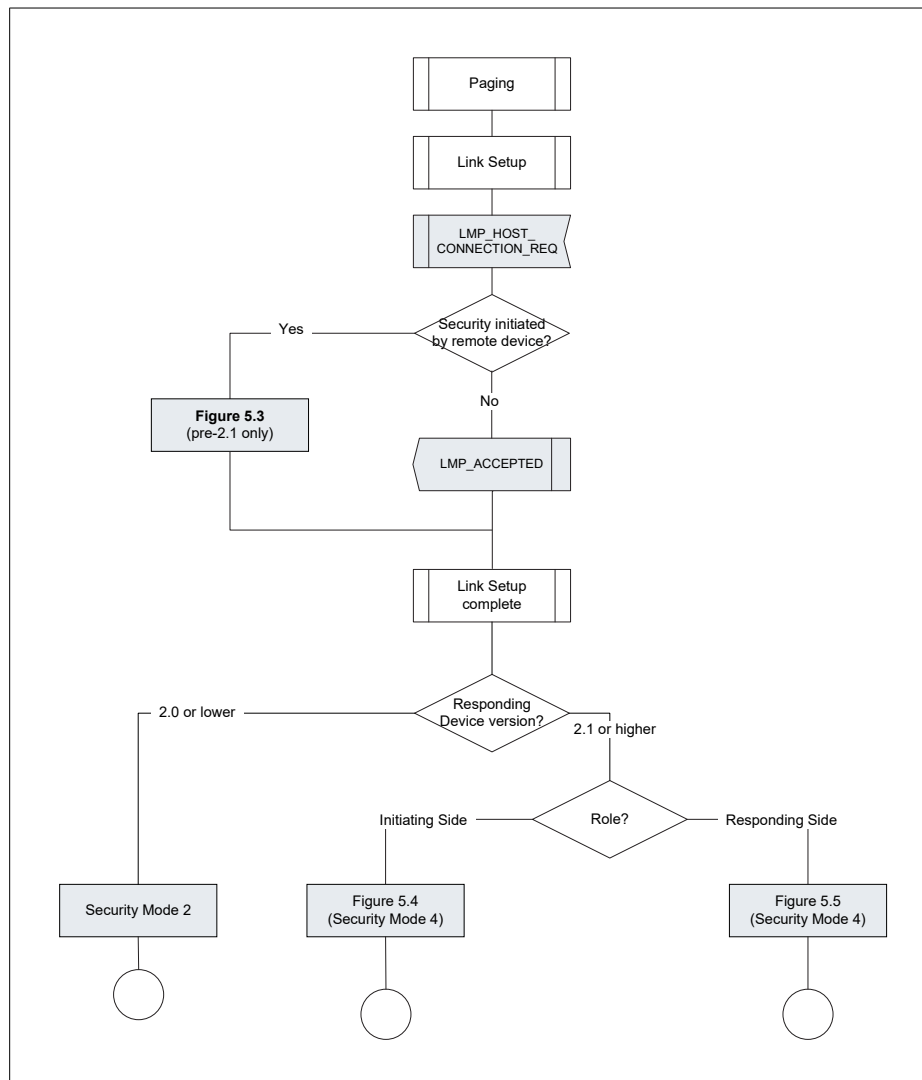 Paging
Link Setup
LMP_HOST_
CONNECTION_REQ
Security initiated
by remote device?
Yes
No
Figure 5.3
(pre-2.1 only)
LMP_ACCEPTED
Link Setup
complete
Responding
Device version?
2.0 or lower
2.1 or higher
Role?
Initiating Side
Responding Side
Security Mode 2
Figure 5.4
(Security Mode 4)
Figure 5.5
(Security Mode 4)